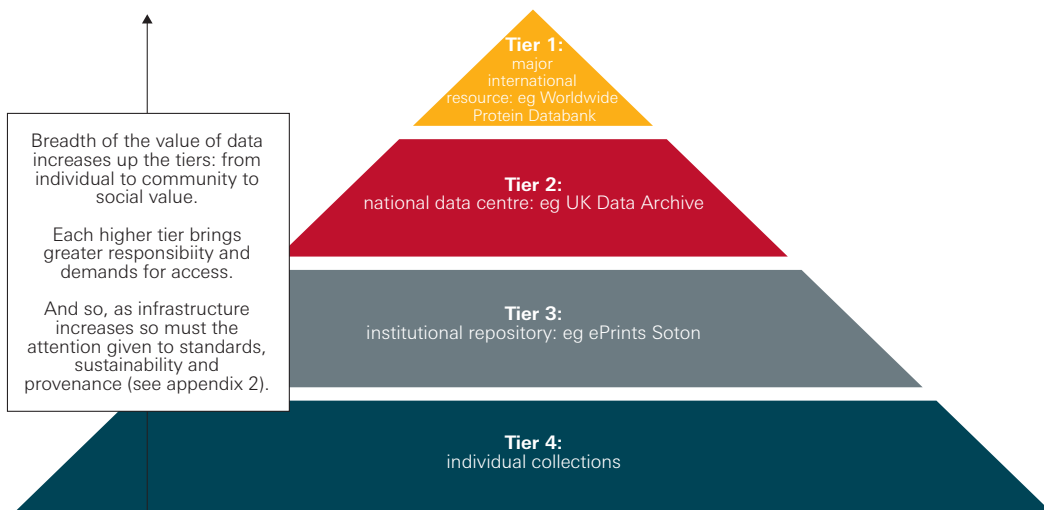 Tier 1:
major
international
resource: eg Worldwide
Protein Databank
Breadth of the value of data
increases up the tiers: from
individual to community to
social value.
Each higher tier brings
greater responsibiity and
demands for access.
And so, as infrastructure
increases so must the
attention given to standards,
sustainability and
provenance (see appendix 2).
Tier 2:
national data centre: eg UK Data Archive
Tier 3:
institutional repository: eg ePrints Soton
Tier 4:
individual collections